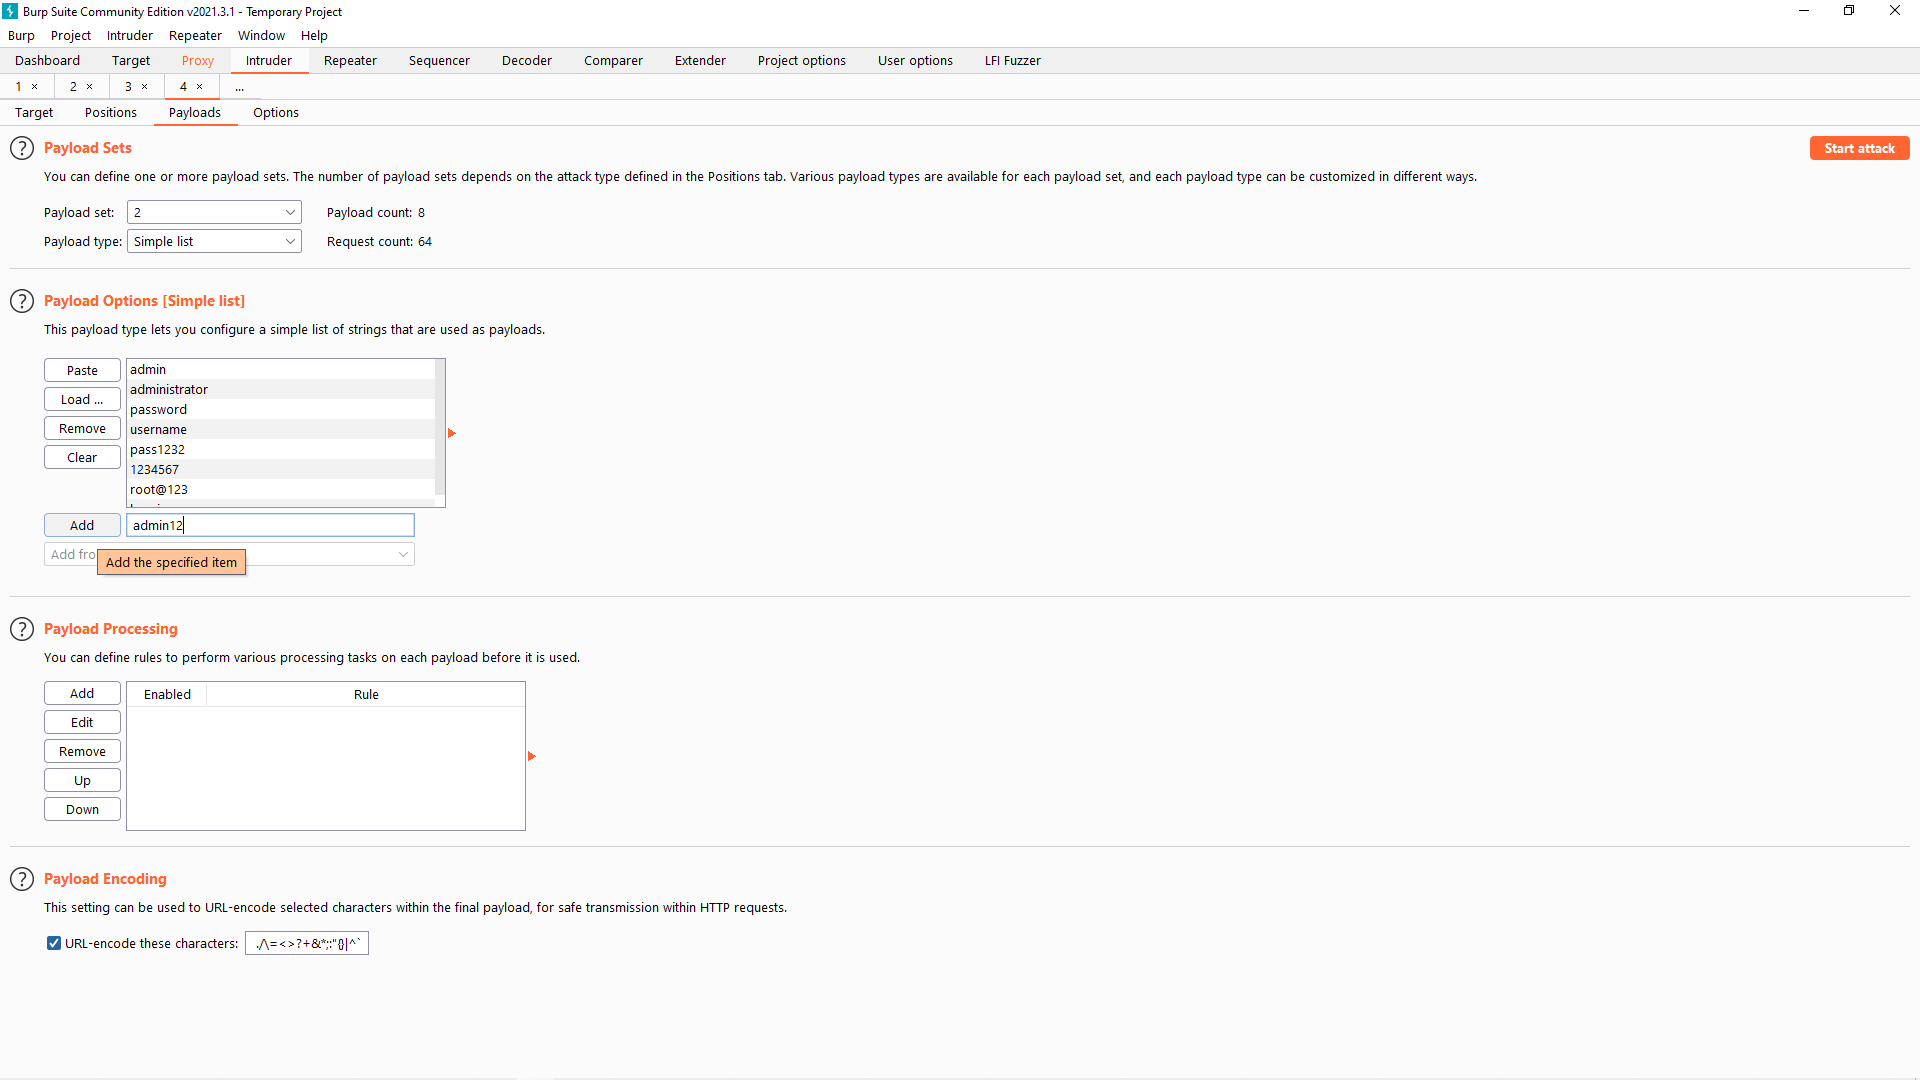 Burp Suite Community Edition v2021.3.1 - Temporary Project
Burp Project Intruder Repeater Window Help
Dashboard Target Proxy Intruder Repeater Sequencer Decoder Comparer Extender Project options User options LFI Fuzzer
1 × 2 × 3 × 4 × ...
Target Positions Payloads Options
? Payload Sets
Start attack
You can define one or more payload sets. The number of payload sets depends on the attack type defined in the Positions tab. Various payload types are available for each payload set, and each payload type can be customized in different ways.
Payload set: 2 Payload count: 8
Payload type: Simple list Request count: 64
? Payload Options [Simple list]
This payload type lets you configure a simple list of strings that are used as payloads.
Paste
Load ...
Remove
Clear
admin
administrator
password
username
pass1232
1234567
root@123
Add admin12
Add fro
Add the specified item
? Payload Processing
You can define rules to perform various processing tasks on each payload before it is used.
Add
Edit
Remove
Up
Down
Enabled Rule
? Payload Encoding
This setting can be used to URL-encode selected characters within the final payload, for safe transmission within HTTP requests.
URL-encode these characters: ./\=<>?+&*;:"{}|^`